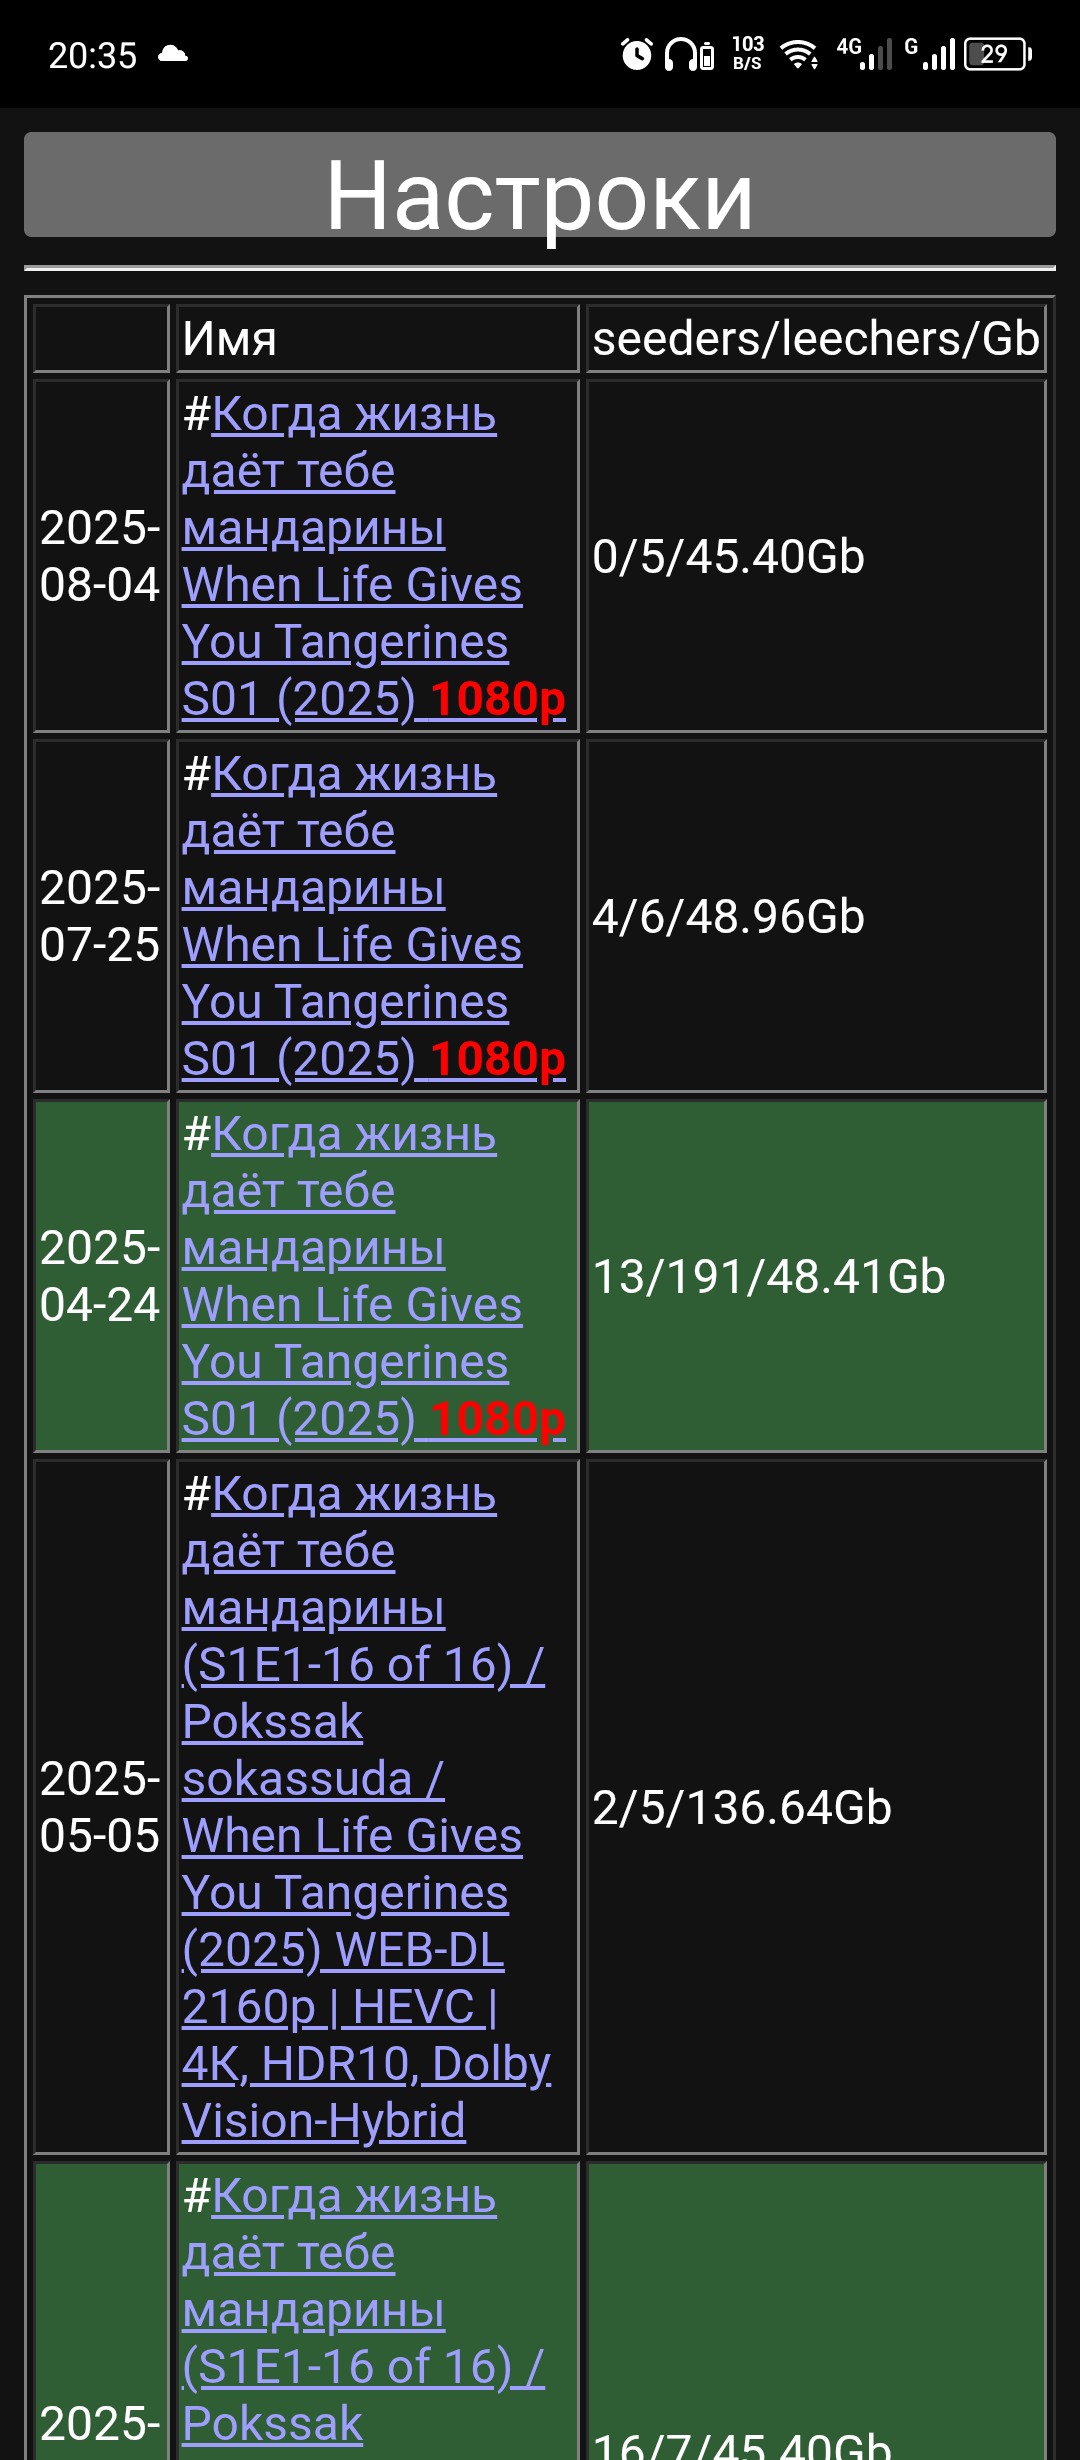 20:35
103
B/S
4G
G
29
Настроки
Имя
seeders/leechers/Gb
2025-
08-04
#Когда жизнь
даёт тебе
мандарины
When Life Gives
You Tangerines
S01 (2025) 1080p
0/5/45.40Gb
2025-
07-25
#Когда жизнь
даёт тебе
мандарины
When Life Gives
You Tangerines
S01 (2025) 1080p
4/6/48.96Gb
2025-
04-24
#Когда жизнь
даёт тебе
мандарины
When Life Gives
You Tangerines
S01 (2025) 1080p
13/191/48.41Gb
2025-
05-05
#Когда жизнь
даёт тебе
мандарины
(S1E1-16 of 16) /
Pokssak
sokassuda /
When Life Gives
You Tangerines
(2025) WEB-DL
2160p | HEVC |
4K, HDR10, Dolby
Vision-Hybrid
2/5/136.64Gb
2025-
#Когда жизнь
даёт тебе
мандарины
(S1E1-16 of 16) /
Pokssak
16/7/45.40Gb